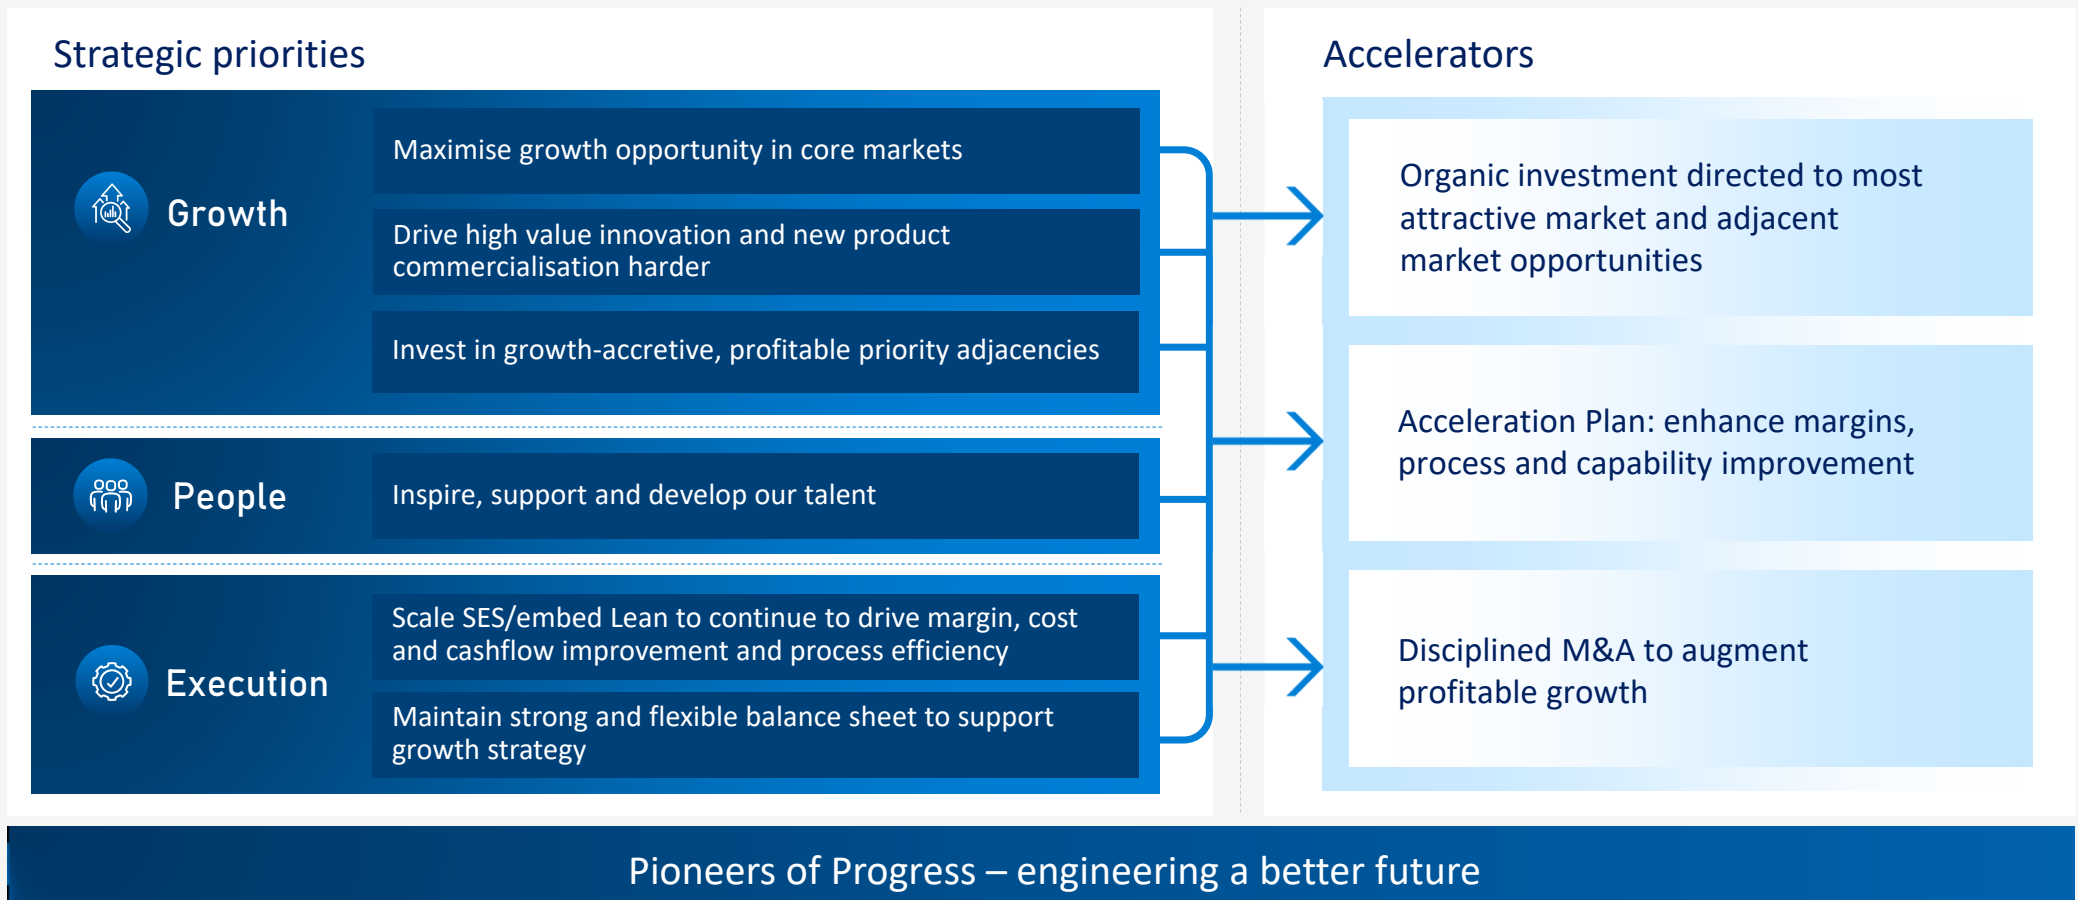 Strategic priorities
Growth
Maximise growth opportunity in core markets
Drive high value innovation and new product
commercialisation harder
Invest in growth-accretive, profitable priority adjacencies
People
Inspire, support and develop our talent
Execution
Scale SES/embed Lean to continue to drive margin, cost
and cashflow improvement and process efficiency
Maintain strong and flexible balance sheet to support
growth strategy
Accelerators
Organic investment directed to most
attractive market and adjacent
market opportunities
Acceleration Plan: enhance margins,
process and capability improvement
Disciplined M&A to augment
profitable growth
Pioneers of Progress – engineering a better future